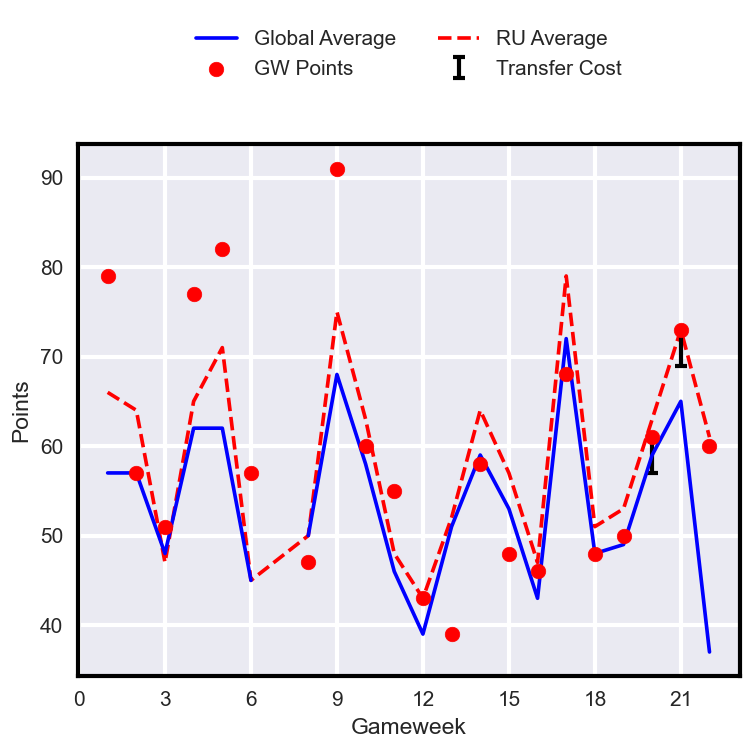 Global Average
RU Average
GW Points
Transfer Cost
90
80
70
60
50
40
Points
0 3 6 9 12 15 18 21
Gameweek